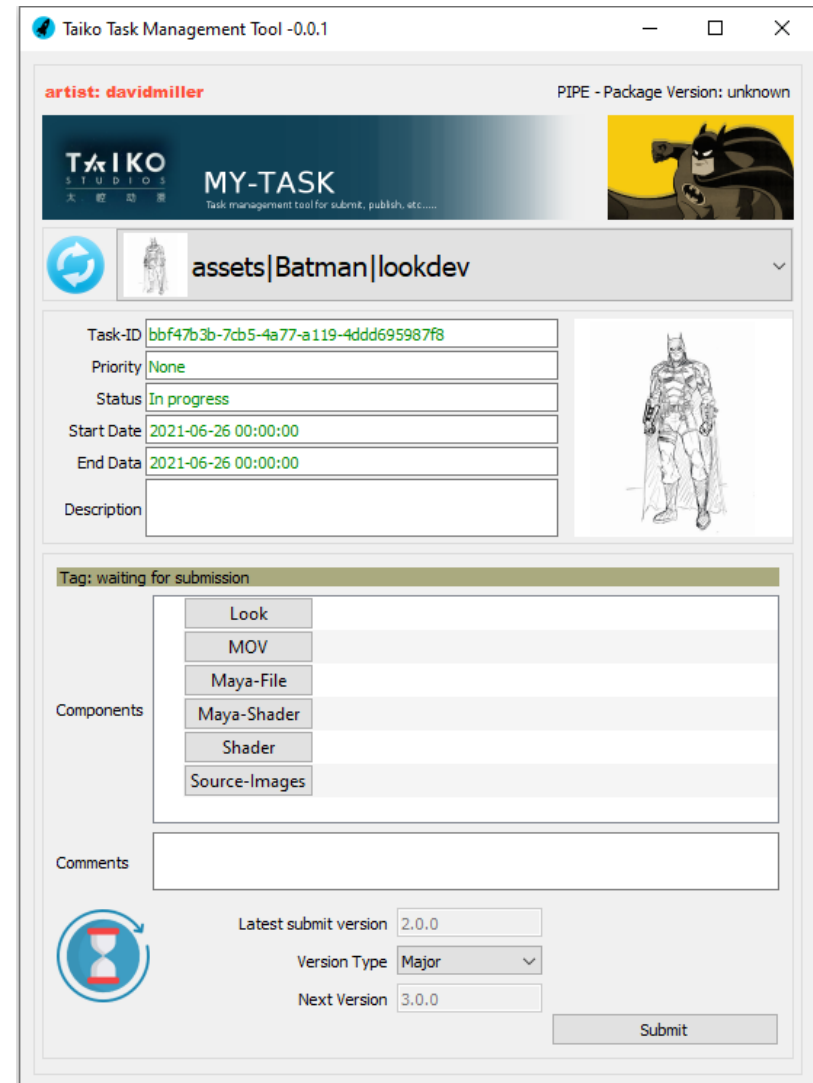 Taiko Task Management Tool -0.0.1
artist: davidmiller
PIPE - Package Version: unknown
TAIKO
STUDIOS
MY-TASK
Task management tool for submit, publish, etc.....
assets|Batman|lookdev
Task-ID bbf47b3b-7cb5-4a77-a119-4ddd695987f8
Priority None
Status In progress
Start Date 2021-06-26 00:00:00
End Data 2021-06-26 00:00:00
Description
Tag: waiting for submission
Components
Look
MOV
Maya-File
Maya-Shader
Shader
Source-Images
Comments
Latest submit version 2.0.0
Version Type Major
Next Version 3.0.0
Submit